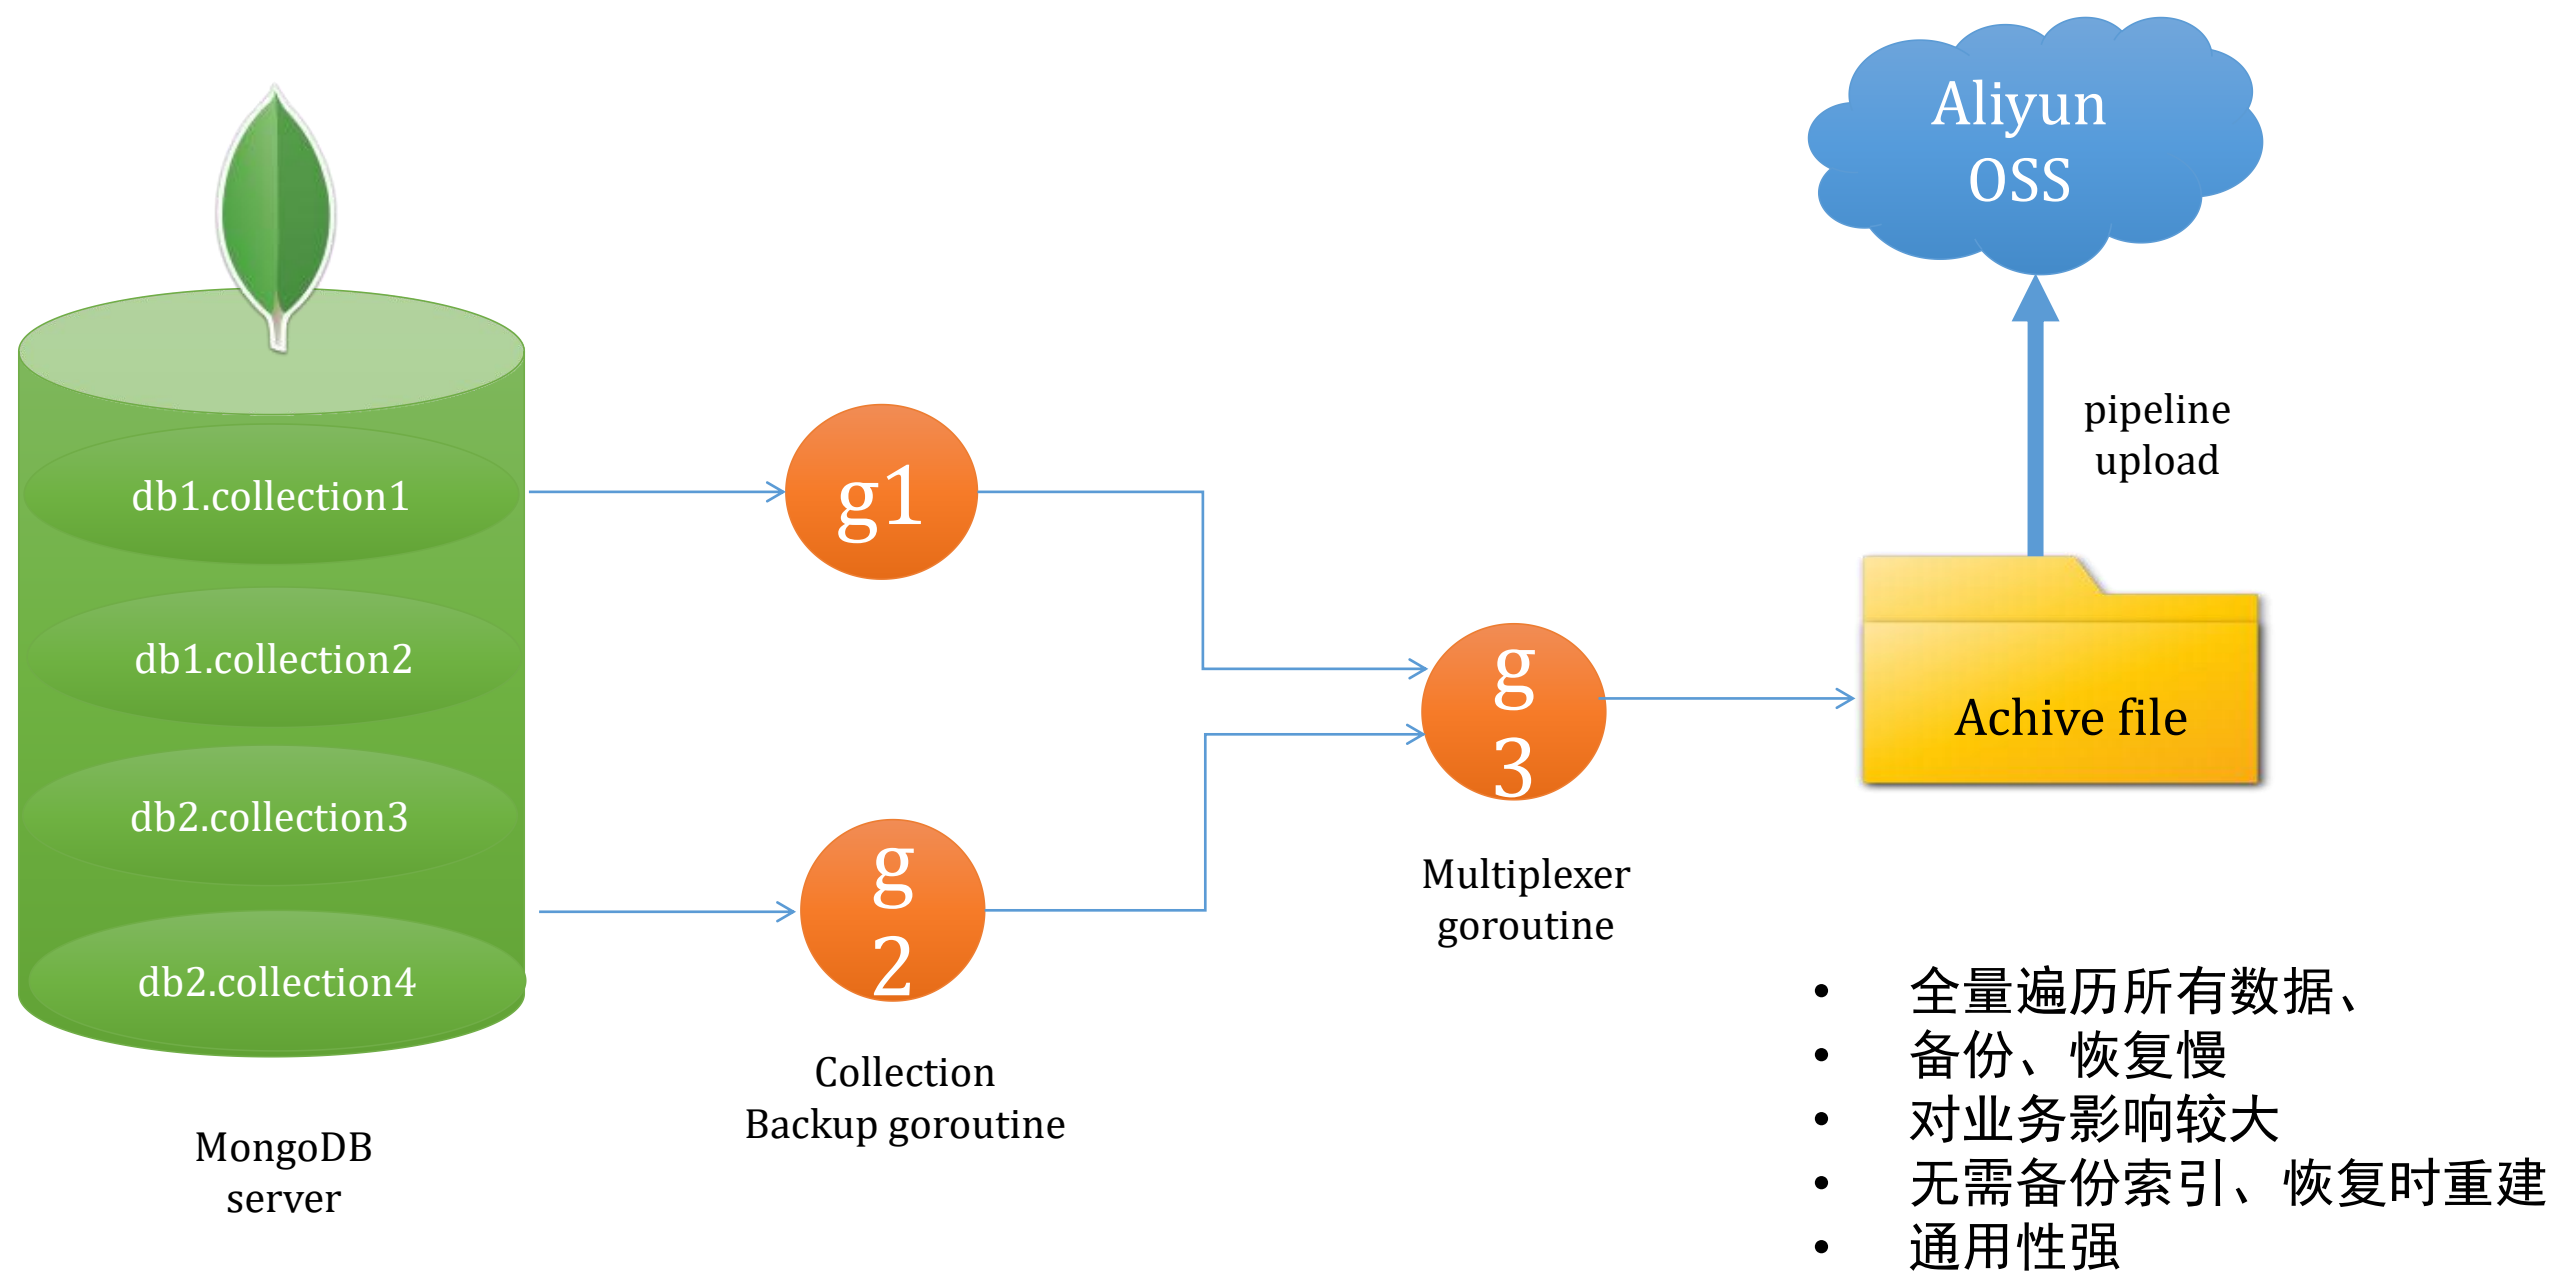 Aliyun
OSS
pipeline
upload
db1.collection1
db1.collection2
db2.collection3
db2.collection4
MongoDB
server
g1
g
2
Collection
Backup goroutine
g
3
Multiplexer
goroutine
Achive file
• 全量遍历所有数据、
• 备份、恢复慢
• 对业务影响较大
• 无需备份索引、恢复时重建
• 通用性强